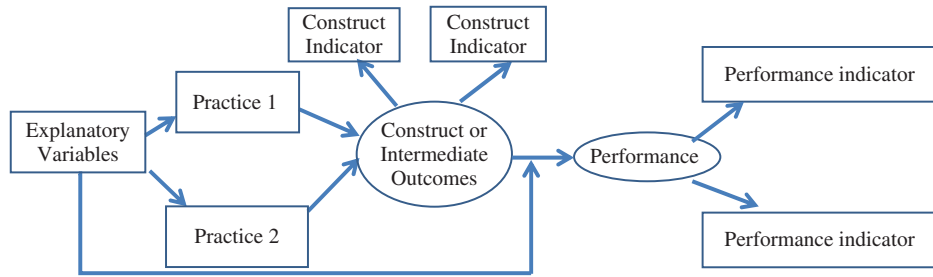 Construct
Indicator
Construct
Indicator
Performance indicator
Practice 1
Explanatory
Variables
Construct or
Intermediate
Outcomes
Performance
Practice 2
Performance indicator